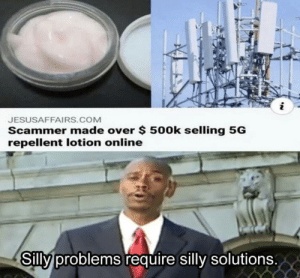 i
JESUSAFFAIRS.COM
Scammer made over $ 500k selling 5G
repellent lotion online
Silly problems require silly solutions.